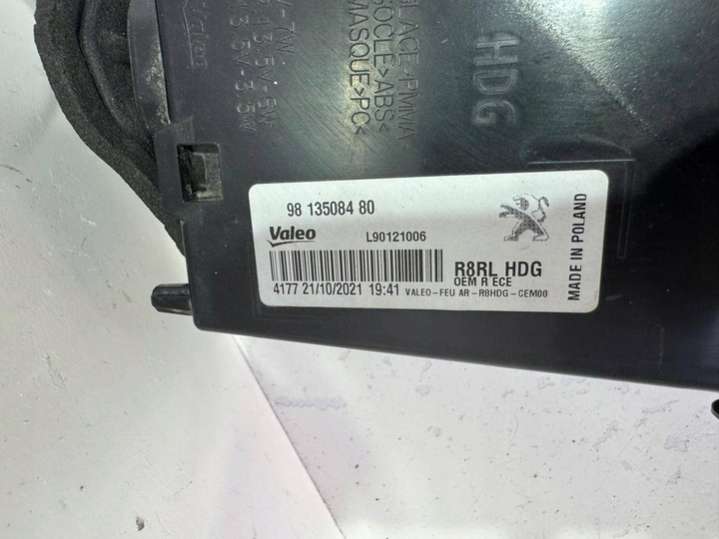 98 135084 80
Valeo
L90121006
R8RL HDG
OEM R ECE
4177 21/10/2021 19:41 VALEO-FEU AR-R8HDG-CEM00
MADE IN POLAND
HDG
GLACE>PMMA
SOCLE>ABS<
MASQUE>PC<